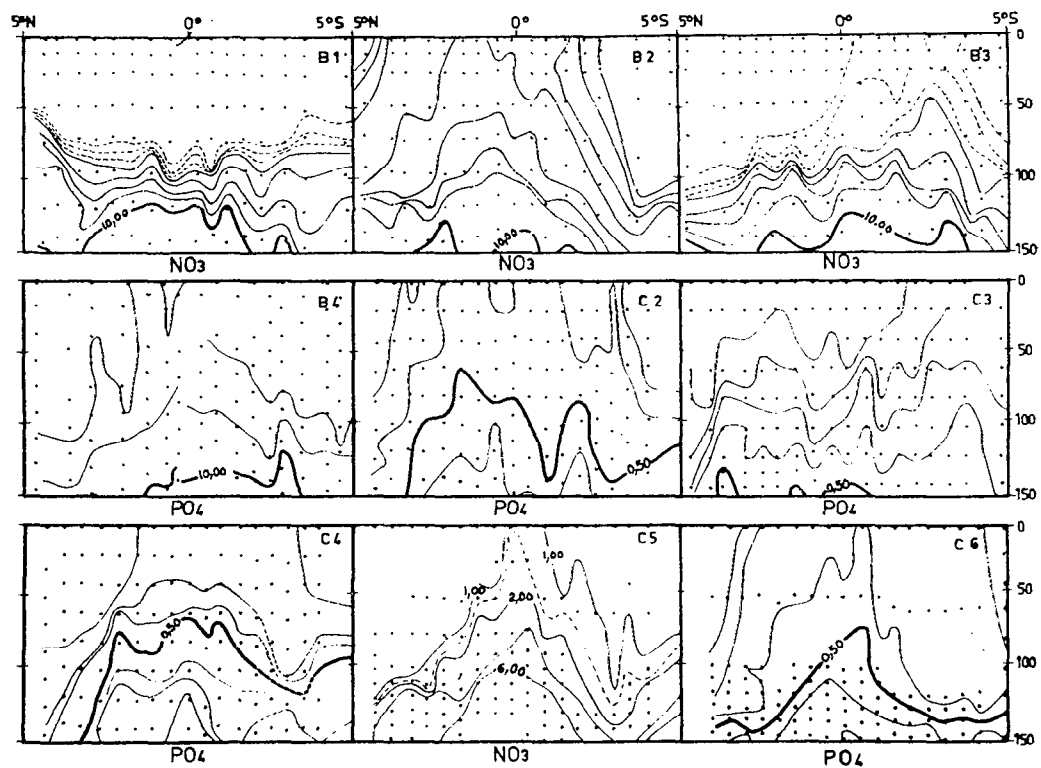 5°N 0° 5°S 5°N 0° 5°S 5°N 0° 5°S
B1 B2 B3 0
50
100
10,00 10,00 10.00
150
NO3 NO3 NO3
B4 C2 C3 0
50
100
10,00 0,50 0,50
150
PO4 PO4 PO4
C4 C5 C6 0
1,00
1,00 2,00
50
0,50 6,00 0,50
100
150
PO4 NO3 PO4